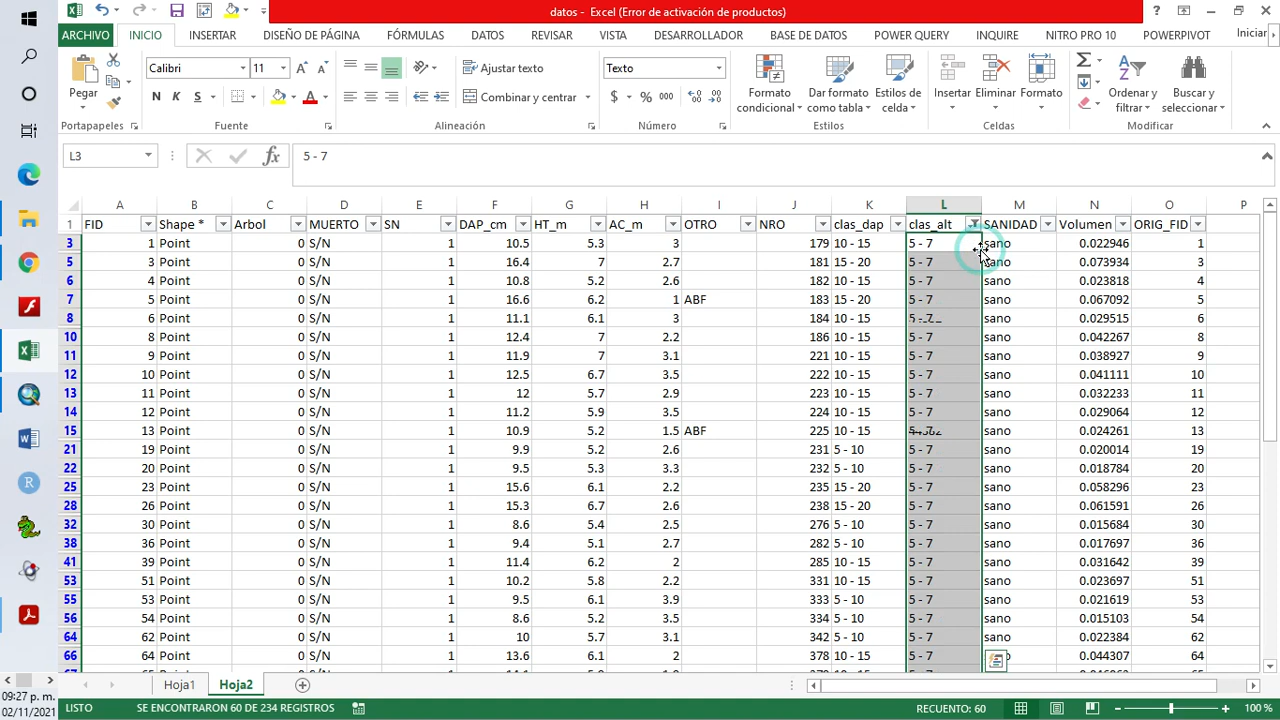 datos - Excel (Error de activación de productos)
ARCHIVO INICIO INSERTAR DISEÑO DE PÁGINA FÓRMULAS DATOS REVISAR VISTA DESARROLLADOR BASE DE DATOS POWER QUERY INQUIRE NITRO PRO 10 POWERPIVOT Iniciar
Pegar Calibri 11 Ajustar texto Texto Formato condicional Dar formato como tabla Estilos de celda Insertar Eliminar Formato Ordenar y filtrar Buscar y seleccionar
N K S Combinar y centrar $ % 000
Portapapeles Fuente Alineación Número Estilos Celdas Modificar
L3 fx 5 - 7
A B C D E F G H I J K L M N O P
1 FID Shape * Arbol MUERTO SN DAP_cm HT_m AC_m OTRO NRO clas_dap clas_alt SANIDAD Volumen ORIG_FID
3 1 Point 0 S/N 1 10.5 5.3 3 179 10 - 15 5 - 7 sano 0.022946 1
5 3 Point 0 S/N 1 16.4 7 2.7 181 15 - 20 5 - 7 sano 0.073934 3
6 4 Point 0 S/N 1 10.8 5.2 2.6 182 10 - 15 5 - 7 sano 0.023818 4
7 5 Point 0 S/N 1 16.6 6.2 1 ABF 183 15 - 20 5 - 7 sano 0.067092 5
8 6 Point 0 S/N 1 11.1 6.1 3 184 10 - 15 5 - 7 sano 0.029515 6
10 8 Point 0 S/N 1 12.4 7 2.2 186 10 - 15 5 - 7 sano 0.042267 8
11 9 Point 0 S/N 1 11.9 7 3.1 221 10 - 15 5 - 7 sano 0.038927 9
12 10 Point 0 S/N 1 12.5 6.7 3.5 222 10 - 15 5 - 7 sano 0.041111 10
13 11 Point 0 S/N 1 12 5.7 2.9 223 10 - 15 5 - 7 sano 0.032233 11
14 12 Point 0 S/N 1 11.2 5.9 3.5 224 10 - 15 5 - 7 sano 0.029064 12
15 13 Point 0 S/N 1 10.9 5.2 1.5 ABF 225 10 - 15 sano 0.024261 13
21 19 Point 0 S/N 1 9.9 5.2 2.6 231 5 - 10 5 - 7 sano 0.020014 19
22 20 Point 0 S/N 1 9.5 5.3 3.3 232 5 - 10 5 - 7 sano 0.018784 20
25 23 Point 0 S/N 1 15.6 6.1 2.2 235 15 - 20 5 - 7 sano 0.058296 23
28 26 Point 0 S/N 1 15.3 6.7 2.6 238 15 - 20 5 - 7 sano 0.061591 26
32 30 Point 0 S/N 1 8.6 5.4 2.5 276 5 - 10 5 - 7 sano 0.015684 30
38 36 Point 0 S/N 1 9.4 5.1 2.7 282 5 - 10 5 - 7 sano 0.017697 36
41 39 Point 0 S/N 1 11.4 6.2 2 285 10 - 15 5 - 7 sano 0.031642 39
53 51 Point 0 S/N 1 10.2 5.8 2.2 331 10 - 15 5 - 7 sano 0.023697 51
55 53 Point 0 S/N 1 9.5 6.1 3.9 333 5 - 10 5 - 7 sano 0.021619 53
56 54 Point 0 S/N 1 8.6 5.2 3.5 334 5 - 10 5 - 7 sano 0.015103 54
64 62 Point 0 S/N 1 10 5.7 3.1 342 5 - 10 5 - 7 sano 0.022384 62
66 64 Point 0 S/N 1 13.6 6.1 2 378 10 - 15 5 - 7 0.044307 64
Hoja1 Hoja2
LISTO SE ENCONTRARON 60 DE 234 REGISTROS RECUENTO: 60 100 %
09:27 p. m.
02/11/2021